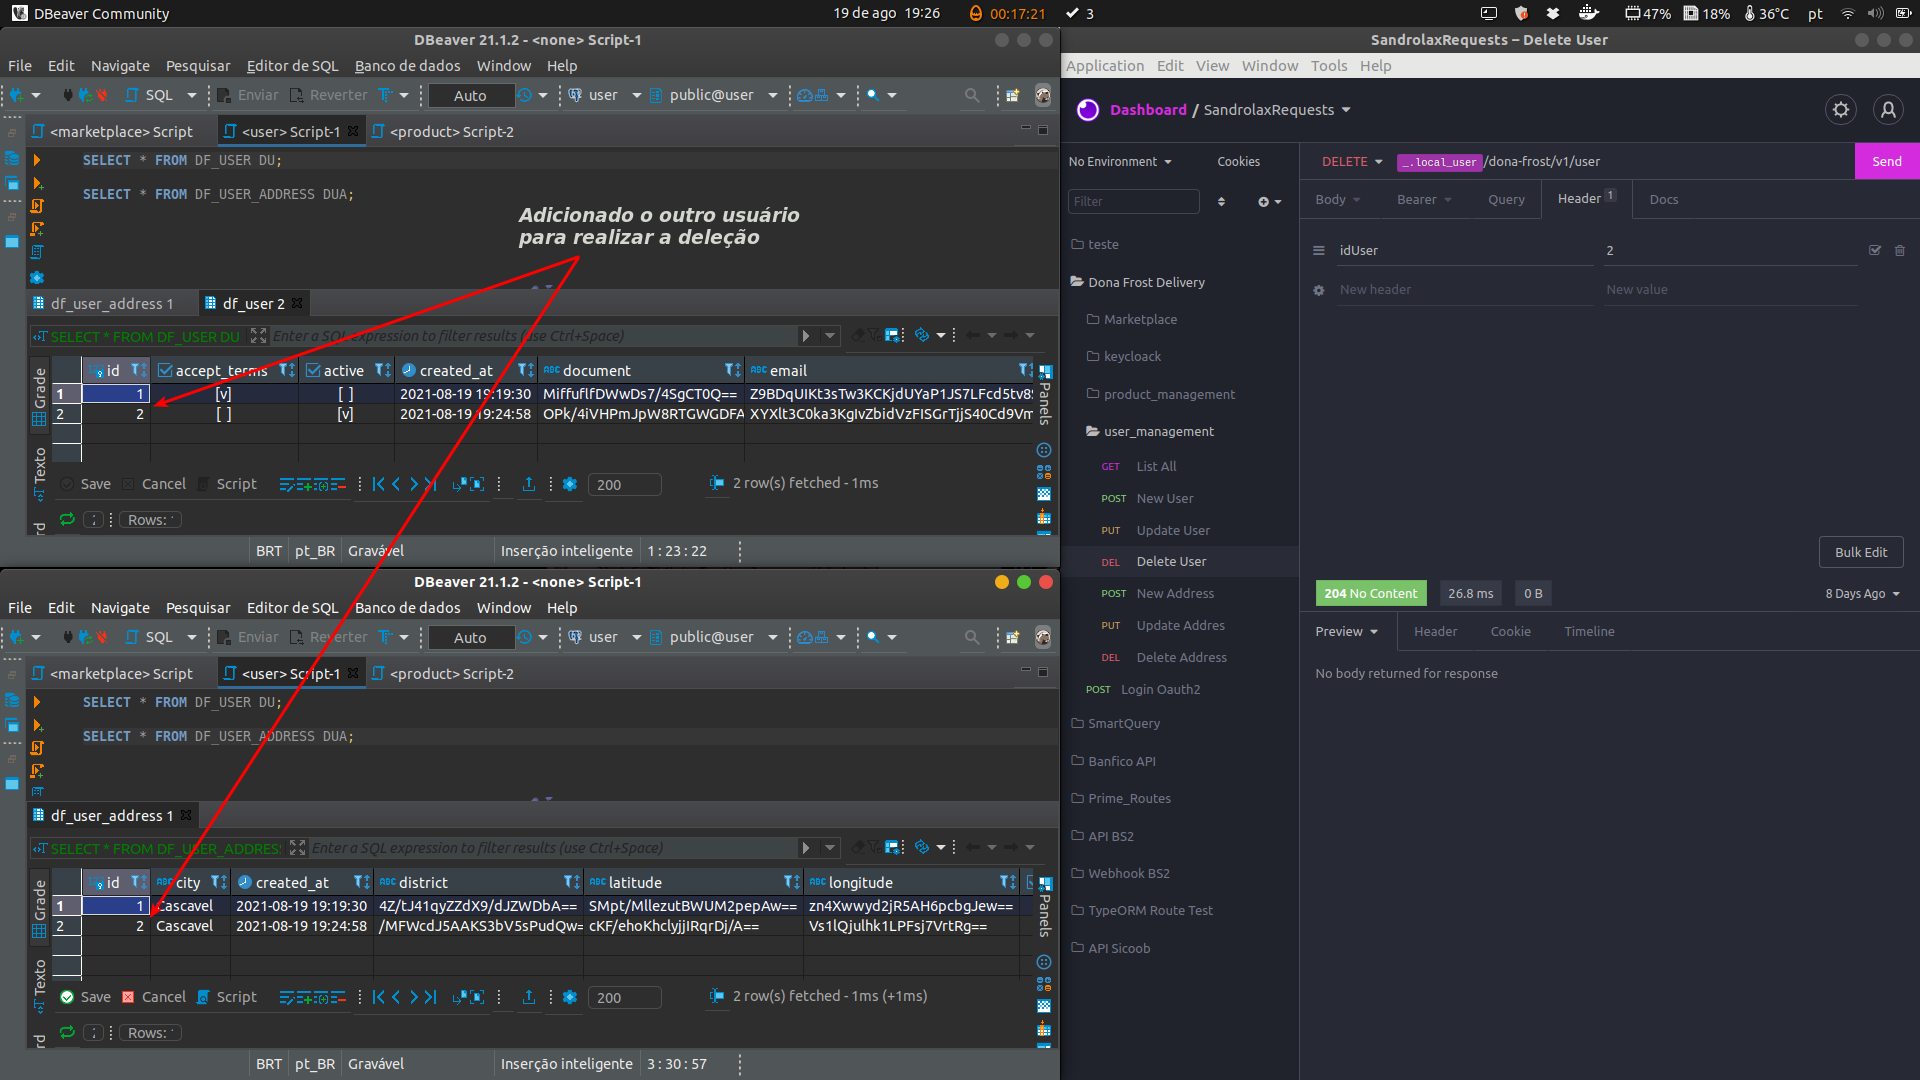 DBeaver Community
19 de ago 19:26
00:17:21
3
47%
18%
36°C
pt
DBeaver 21.1.2 - <none> Script-1
File Edit Navigate Pesquisar Editor de SQL Banco de dados Window Help
SQL
Enviar
Reverter
Auto
user
public@user
<marketplace> Script
<user> Script-1
<product> Script-2
SELECT * FROM DF_USER DU;
SELECT * FROM DF_USER_ADDRESS DUA;
Adicionado o outro usuário
para realizar a deleção
df_user_address 1
df_user 2
SELECT * FROM DF_USER DU
Enter a SQL expression to filter results (use Ctrl+Space)
Grade
Texto
Panels
id accept_terms active created_at document email
1 1 [v] [ ] 2021-08-19 19:19:30 MiffuflfDWwDs7/4SgCT0Q== Z9BDqUIKt3sTw3KCKjdUYaP1JS7LFcd5tv8
2 2 [ ] [v] 2021-08-19 19:24:58 OPk/4iVHPmJpW8RTGWGDFA XYXlt3C0ka3KgIvZbidVzFISGrTjjS40Cd9Vm
Save Cancel Script
200
2 row(s) fetched - 1ms
Rows:
BRT pt_BR Gravável Inserção inteligente 1 : 23 : 22
DBeaver 21.1.2 - <none> Script-1
File Edit Navigate Pesquisar Editor de SQL Banco de dados Window Help
SQL
Enviar
Reverter
Auto
user
public@user
<marketplace> Script
<user> Script-1
<product> Script-2
SELECT * FROM DF_USER DU;
SELECT * FROM DF_USER_ADDRESS DUA;
df_user_address 1
SELECT * FROM DF_USER_ADDRES
Enter a SQL expression to filter results (use Ctrl+Space)
Grade
Texto
Panels
id city created_at district latitude longitude
1 1 Cascavel 2021-08-19 19:19:30 4Z/tJ41qyZZdX9/dJZWDbA== SMpt/MllezutBWUM2pepAw== zn4Xwwyd2jR5AH6pcbgJew==
2 2 Cascavel 2021-08-19 19:24:58 /MFWcdJ5AAKS3bV5sPudQw= cKF/ehoKhclyjjIRqrDj/A== Vs1lQjulhk1LPFsj7VrtRg==
Save Cancel Script
200
2 row(s) fetched - 1ms (+1ms)
Rows:
BRT pt_BR Gravável Inserção inteligente 3 : 30 : 57
SandrolaxRequests – Delete User
Application Edit View Window Tools Help
Dashboard / SandrolaxRequests
No Environment
Cookies
Filter
teste
Dona Frost Delivery
Marketplace
keycloack
product_management
user_management
GET List All
POST New User
PUT Update User
DEL Delete User
POST New Address
PUT Update Addres
DEL Delete Address
POST Login Oauth2
SmartQuery
Banfico API
Prime_Routes
API BS2
Webhook BS2
TypeORM Route Test
API Sicoob
DELETE _.local_user/dona-frost/v1/user
Send
Body Bearer Query Header 1 Docs
idUser 2
New header New value
Bulk Edit
204 No Content 26.8 ms 0 B 8 Days Ago
Preview Header Cookie Timeline
No body returned for response